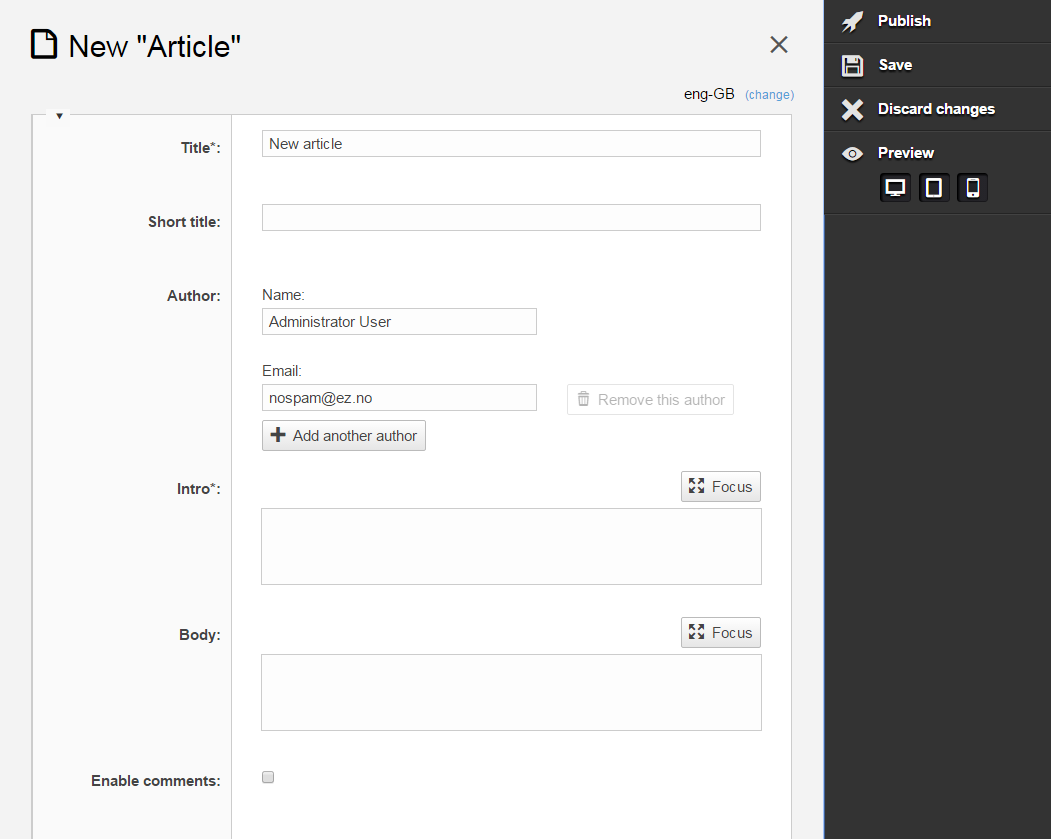 New "Article"
eng-GB (change)
Title*:
New article
Short title:
Author:
Name:
Administrator User
Email:
nospam@ez.no
Remove this author
Add another author
Intro*:
Focus
Body:
Focus
Enable comments:
Publish
Save
Discard changes
Preview